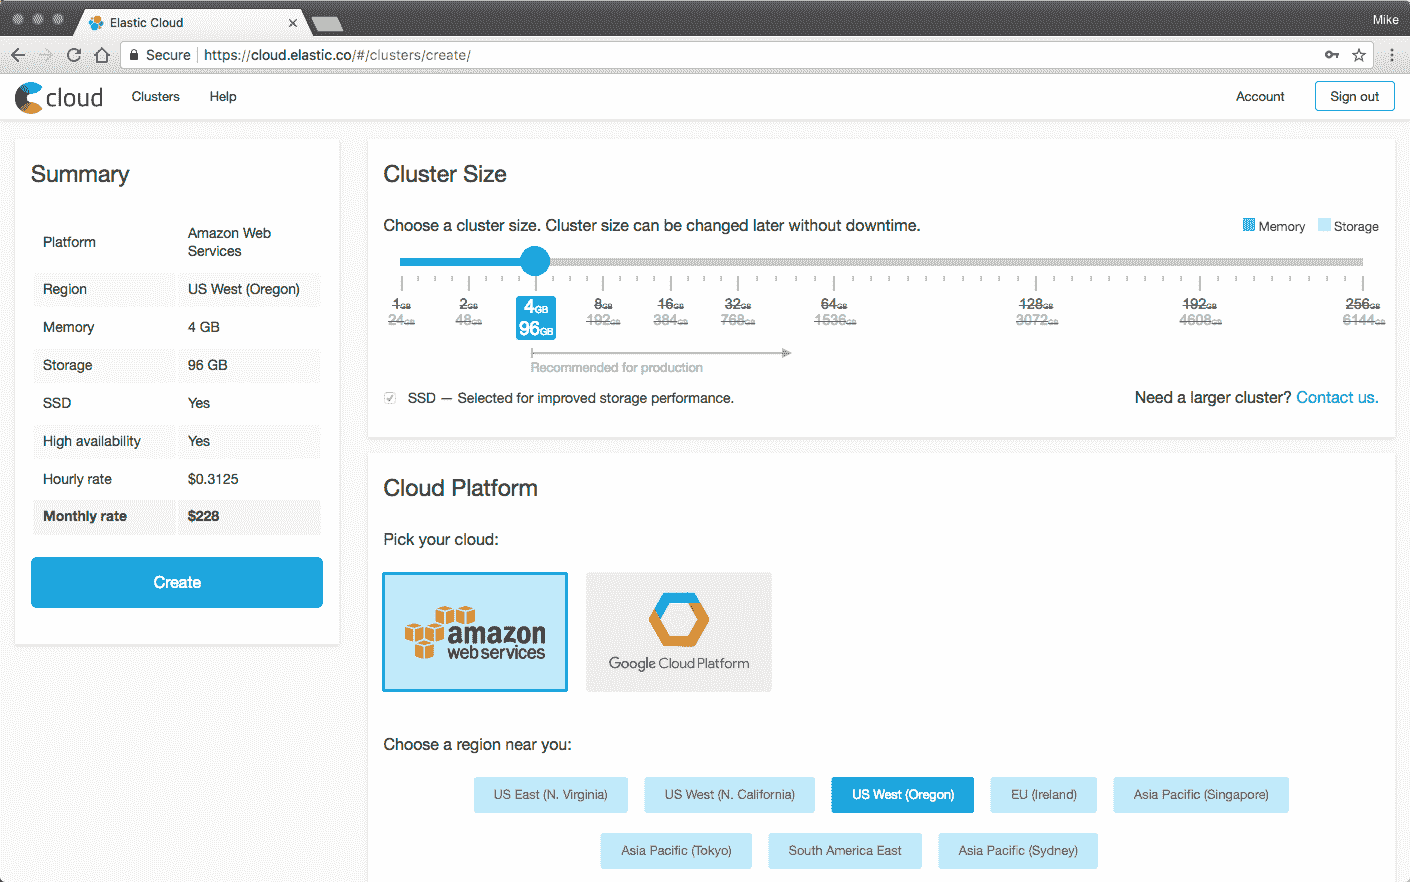 Elastic Cloud
Mike
Secure https://cloud.elastic.co/#/clusters/create/
cloud
Clusters
Help
Account
Sign out
Summary
Platform Amazon Web Services
Region US West (Oregon)
Memory 4 GB
Storage 96 GB
SSD Yes
High availability Yes
Hourly rate $0.3125
Monthly rate $228
Create
Cluster Size
Choose a cluster size. Cluster size can be changed later without downtime.
Memory Storage
1GB 2GB 4GB 8GB 16GB 32GB 64GB 128GB 192GB 256GB
24GB 48GB 96GB 192GB 384GB 768GB 1536GB 3072GB 4608GB 6144GB
Recommended for production
SSD — Selected for improved storage performance.
Need a larger cluster? Contact us.
Cloud Platform
Pick your cloud:
amazon
web services
Google Cloud Platform
Choose a region near you:
US East (N. Virginia) US West (N. California) US West (Oregon) EU (Ireland) Asia Pacific (Singapore)
Asia Pacific (Tokyo) South America East Asia Pacific (Sydney)